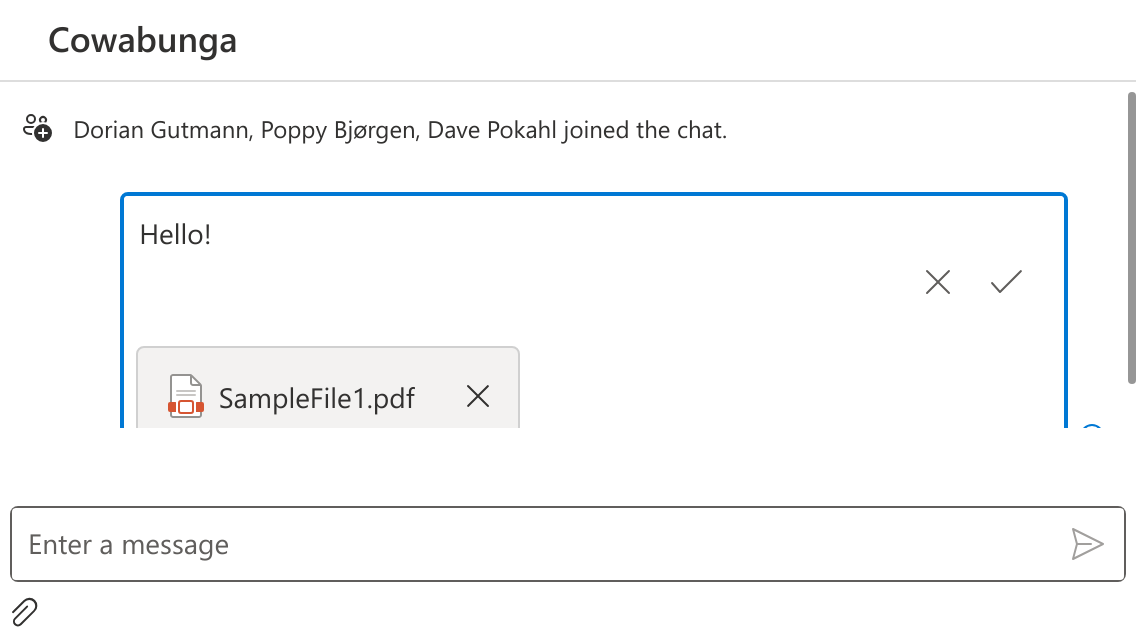 Cowabunga
Dorian Gutmann, Poppy Bjørgen, Dave Pokahl joined the chat.
Hello!
SampleFile1.pdf
Enter a message